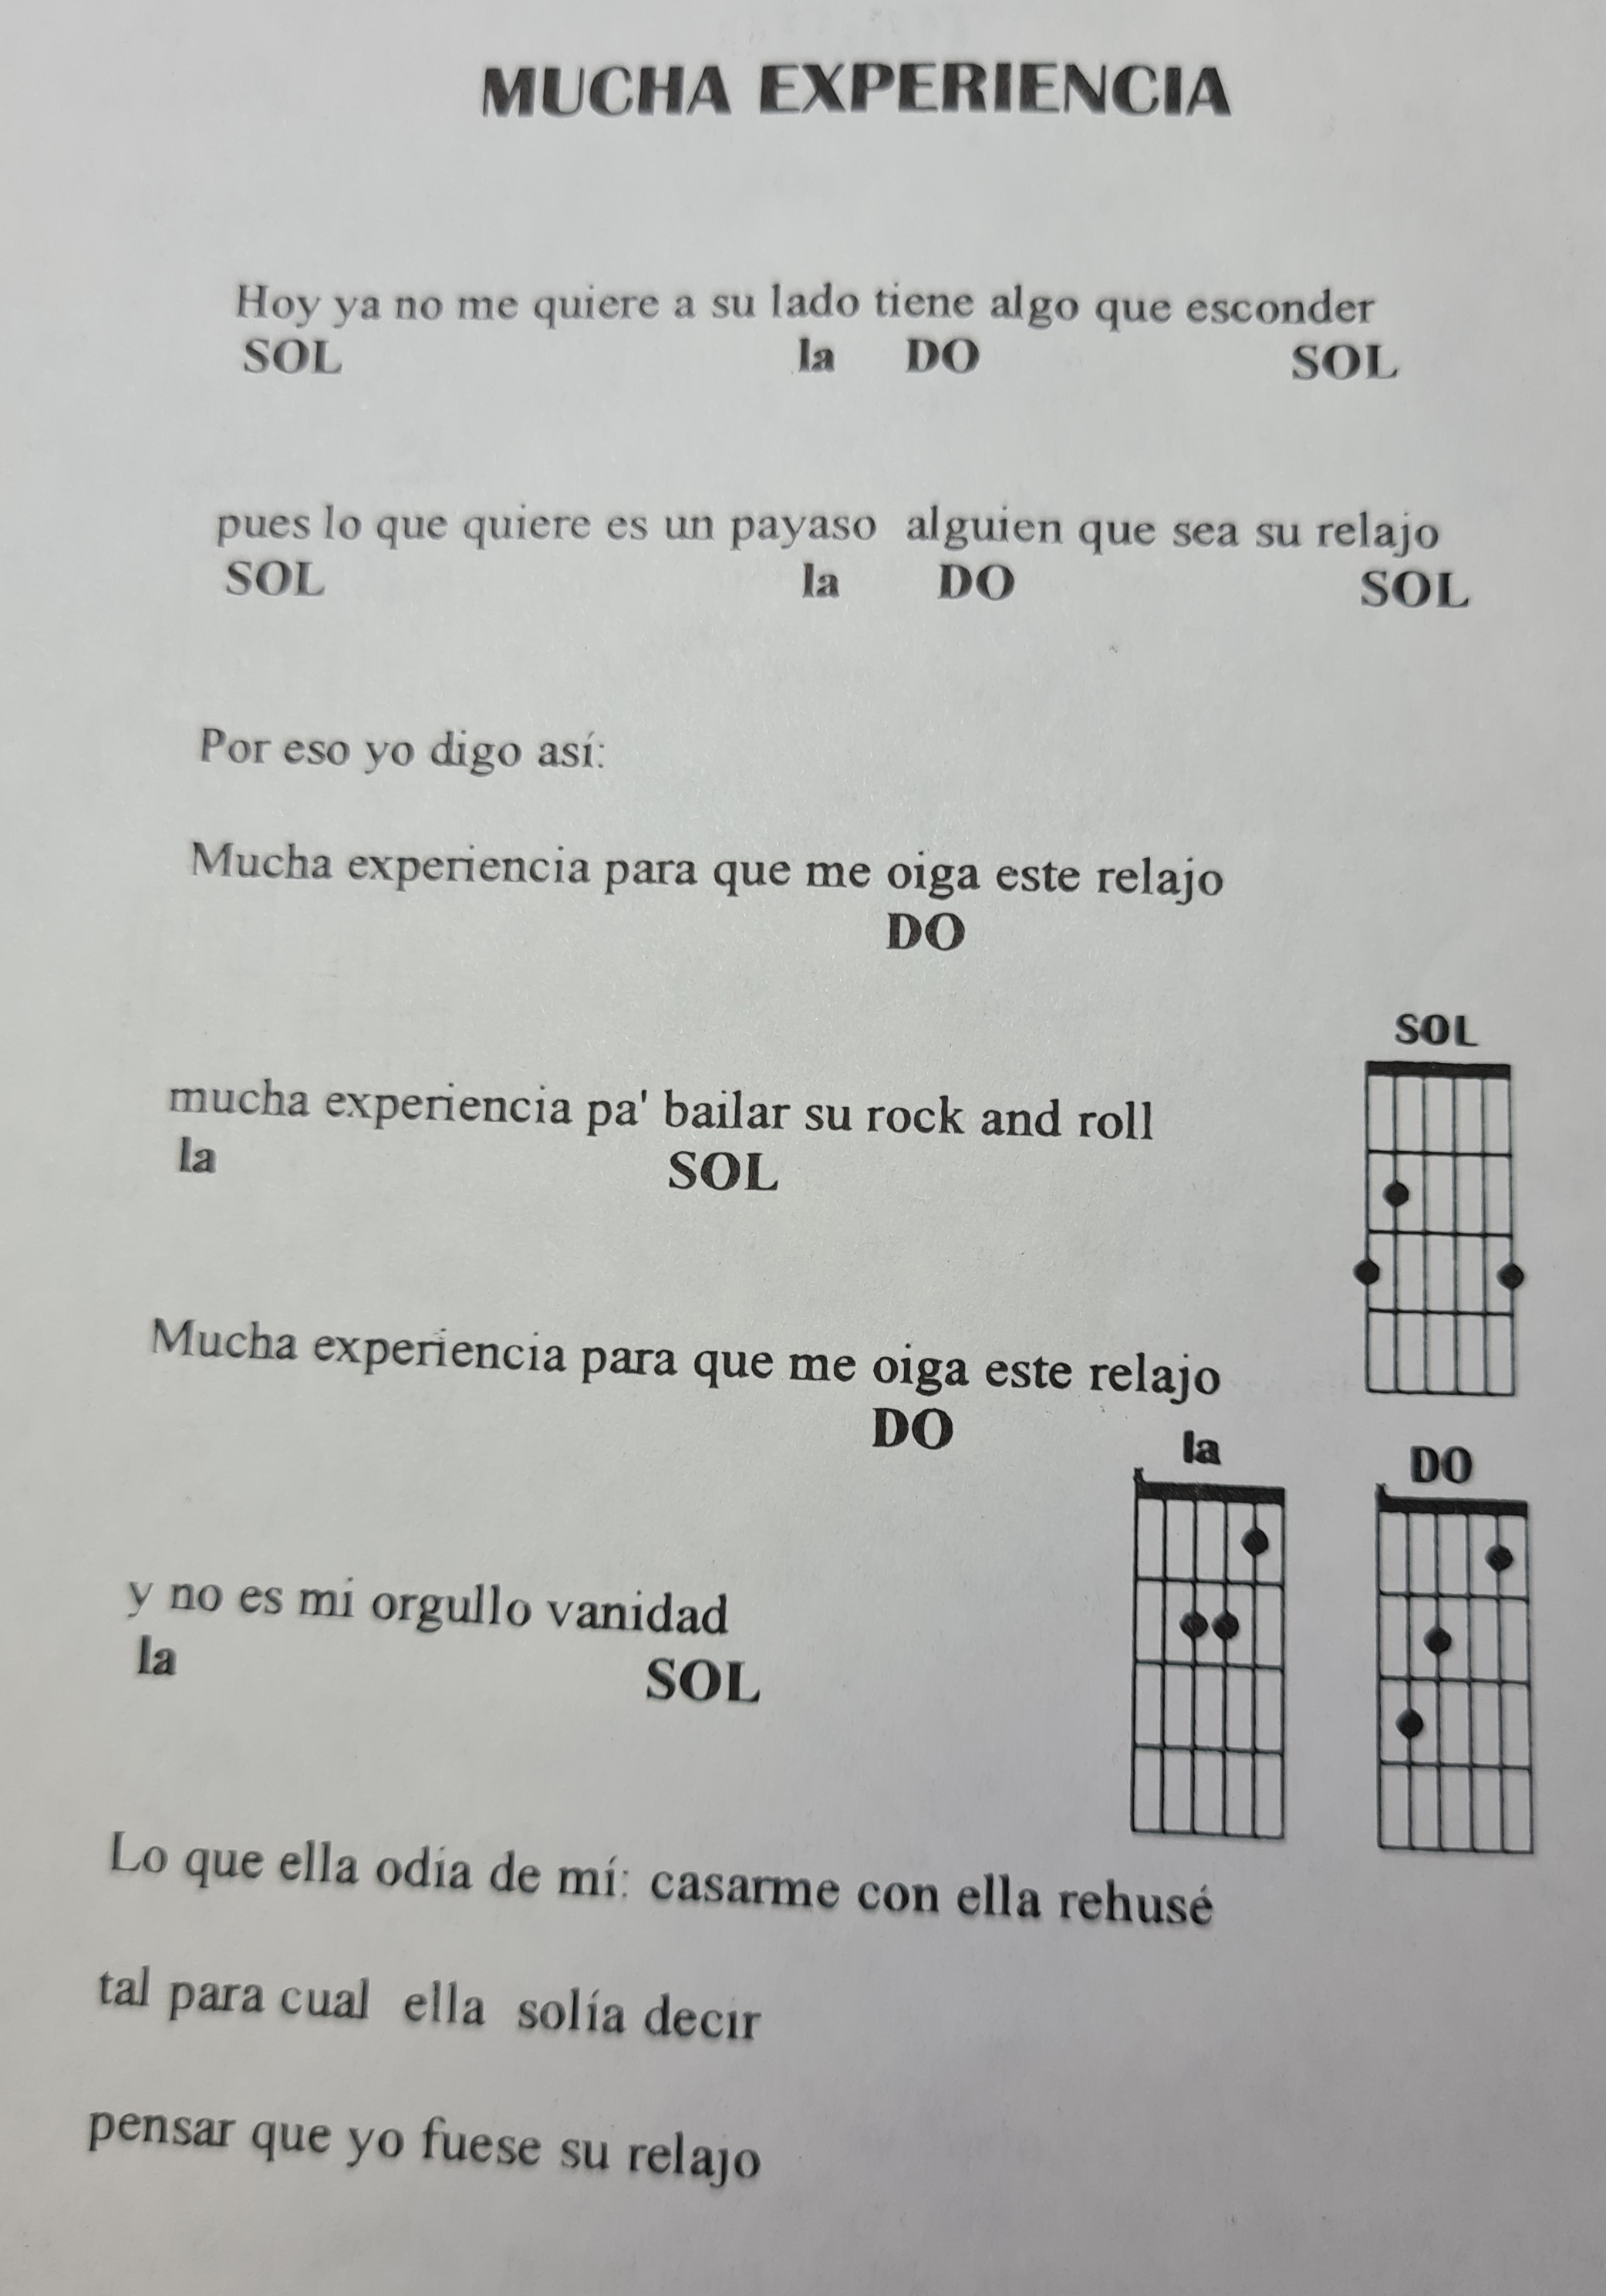 MUCHA EXPERIENCIA
Hoy ya no me quiere a su lado tiene algo que esconder
SOL la DO SOL
pues lo que quiere es un payaso alguien que sea su relajo
SOL la DO SOL
Por eso yo digo así:
Mucha experiencia para que me oiga este relajo
DO
mucha experiencia pa' bailar su rock and roll
la SOL
Mucha experiencia para que me oiga este relajo
DO
y no es mi orgullo vanidad
la SOL
Lo que ella odia de mí: casarme con ella rehusé
tal para cual ella solía decir
pensar que yo fuese su relajo
SOL
la
x
DO
x